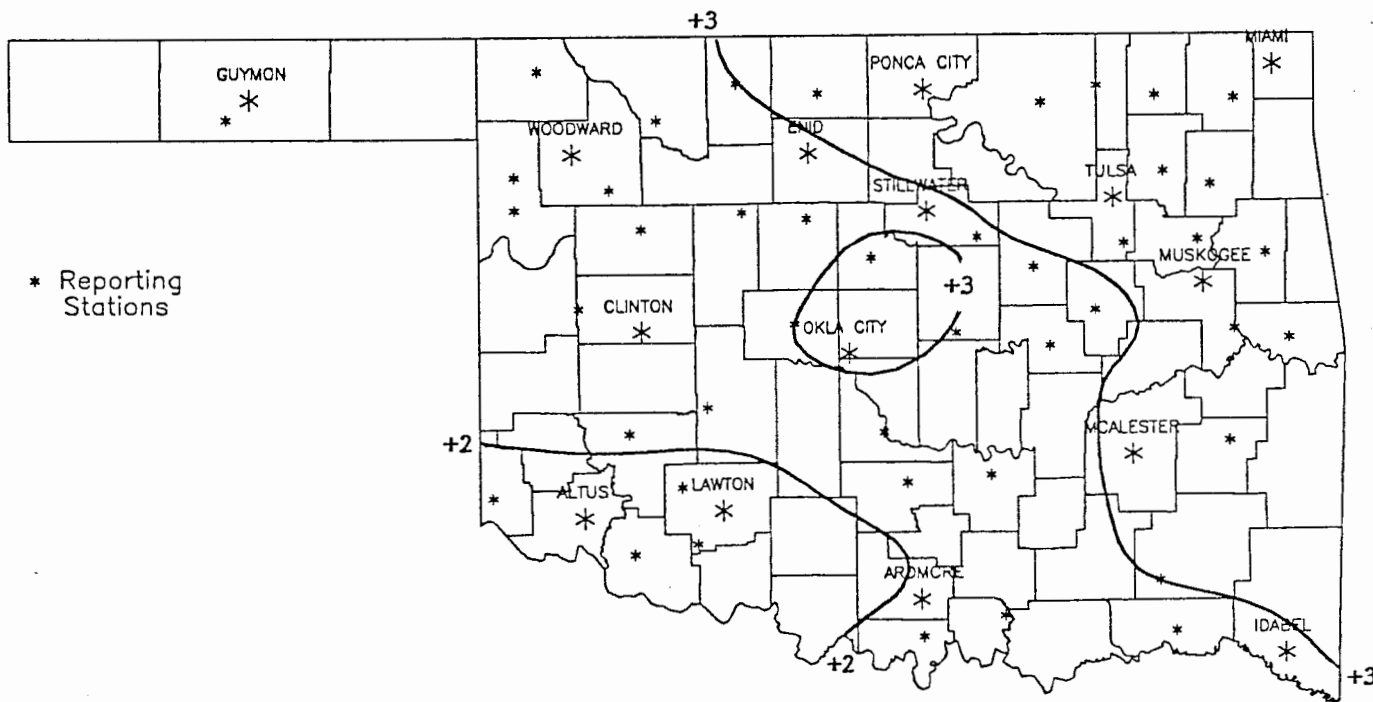 +3
MIAMI
PONCA CITY
GUYMON
WOODWARD
ENID
TULSA
STILLWATER
MUSKOGEE
* Reporting
Stations
+3
CLINTON
OKLA CITY
MCALESTER
+2
LAWTON
ALTUS
ARDMORE
IDABEL
+2
+3